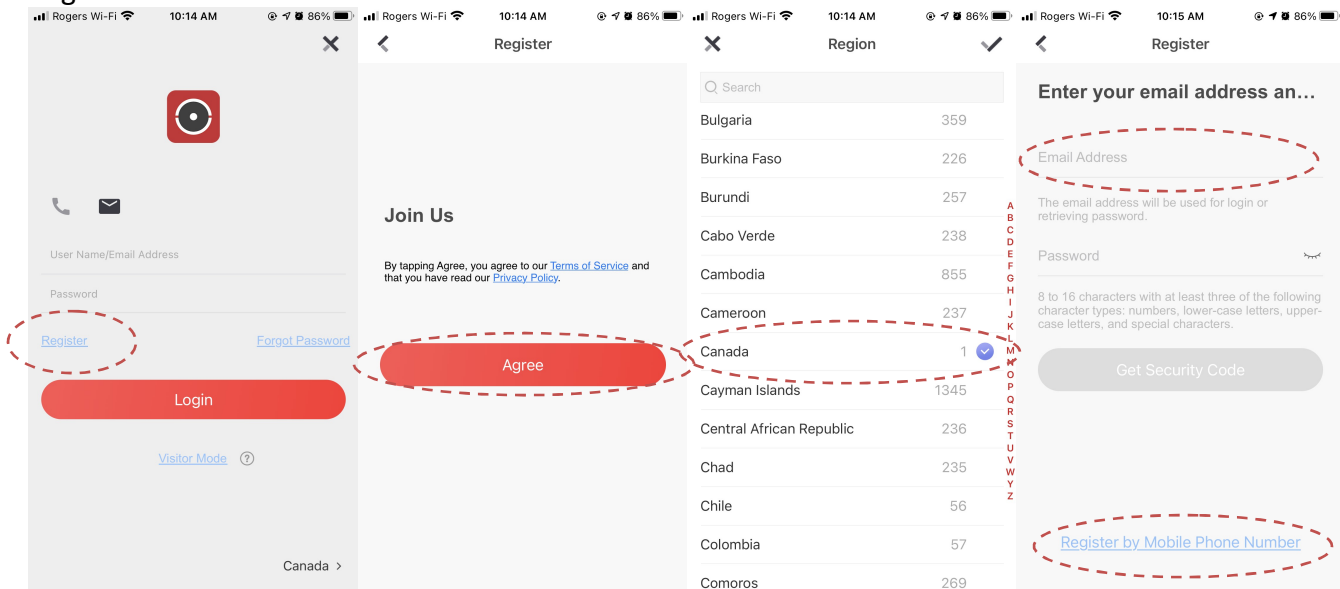 Rogers Wi-Fi 10:14 AM 86%
User Name/Email Address
Password
Register Forgot Password
Login
Visitor Mode ?
Canada >
Rogers Wi-Fi 10:14 AM 86%
Register
Join Us
By tapping Agree, you agree to our Terms of Service and
that you have read our Privacy Policy.
Agree
Rogers Wi-Fi 10:14 AM 86%
Region
Search
Bulgaria 359
Burkina Faso 226
Burundi 257
Cabo Verde 238
Cambodia 855
Cameroon 237
Canada 1
Cayman Islands 1345
Central African Republic 236
Chad 235
Chile 56
Colombia 57
Comoros 269
A
B
C
D
E
F
G
H
I
J
K
L
M
N
O
P
Q
R
S
T
U
V
W
Y
Z
Rogers Wi-Fi 10:15 AM 86%
Register
Enter your email address an...
Email Address
The email address will be used for login or
retrieving password.
Password
8 to 16 characters with at least three of the following
character types: numbers, lower-case letters, upper-
case letters, and special characters.
Get Security Code
Register by Mobile Phone Number